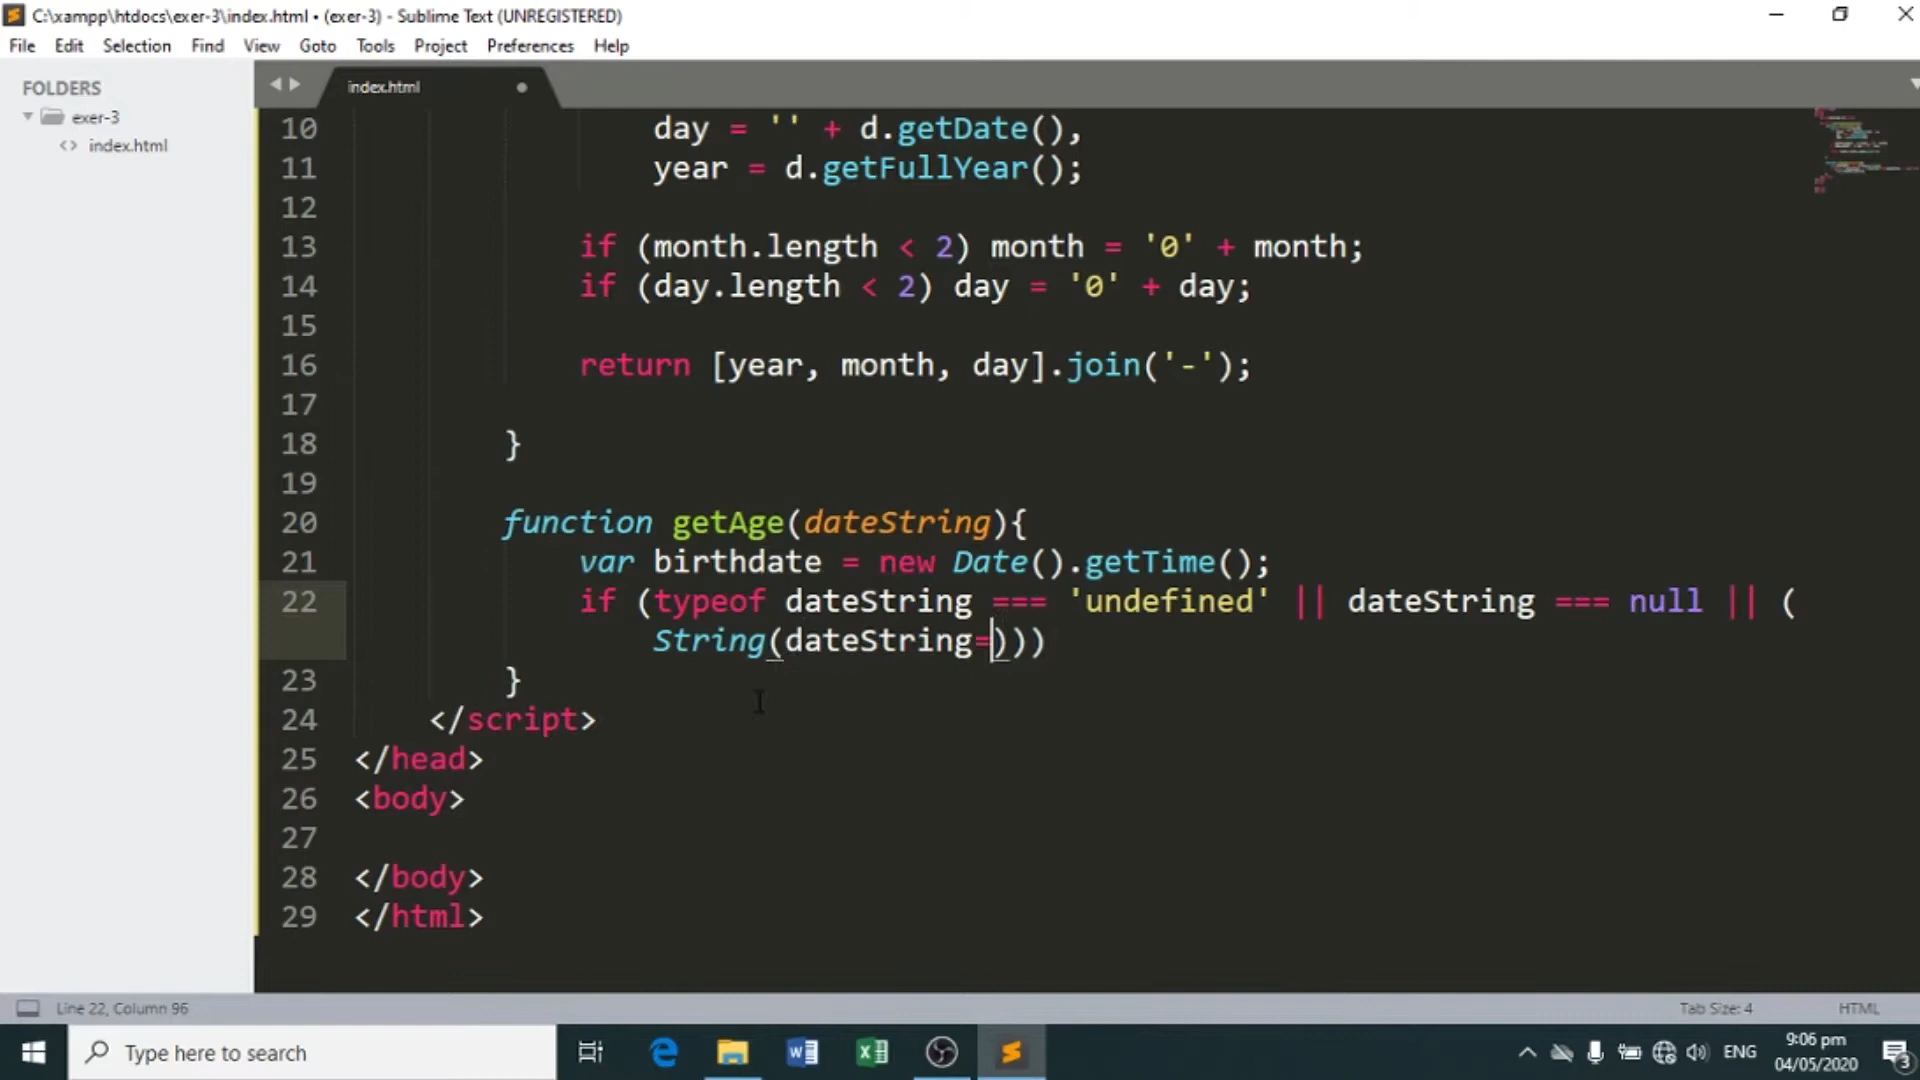 C:\xampp\htdocs\exer-3\index.html • (exer-3) - Sublime Text (UNREGISTERED)
File Edit Selection Find View Goto Tools Project Preferences Help
FOLDERS
exer-3
index.html
index.html
10 day = '' + d.getDate(),
11 year = d.getFullYear();
12
13 if (month.length < 2) month = '0' + month;
14 if (day.length < 2) day = '0' + day;
15
16 return [year, month, day].join('-');
17
18 }
19
20 function getAge(dateString){
21 var birthdate = new Date().getTime();
22 if (typeof dateString === 'undefined' || dateString === null || (
String(dateString=)))
23 }
24 </script>
25 </head>
26 <body>
27
28 </body>
29 </html>
Line 22, Column 96 Tab Size: 4 HTML
Type here to search
ENG
9:06 pm
04/05/2020
3